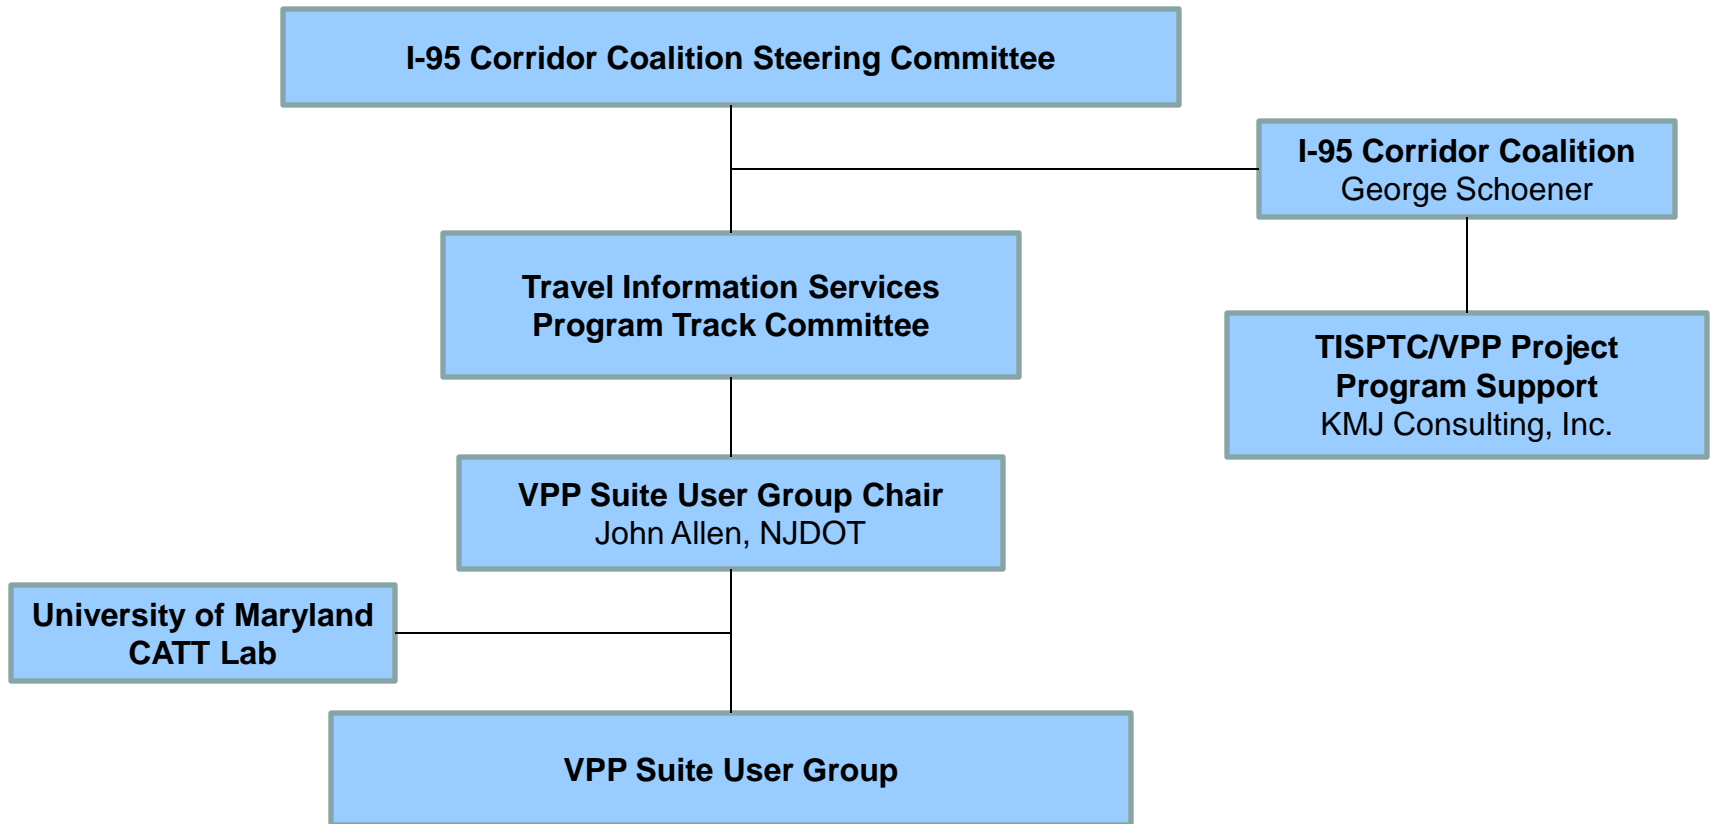 I-95 Corridor Coalition Steering Committee
I-95 Corridor Coalition
George Schoener
Travel Information Services
Program Track Committee
TISPTC/VPP Project
Program Support
KMJ Consulting, Inc.
VPP Suite User Group Chair
John Allen, NJDOT
University of Maryland
CATT Lab
VPP Suite User Group